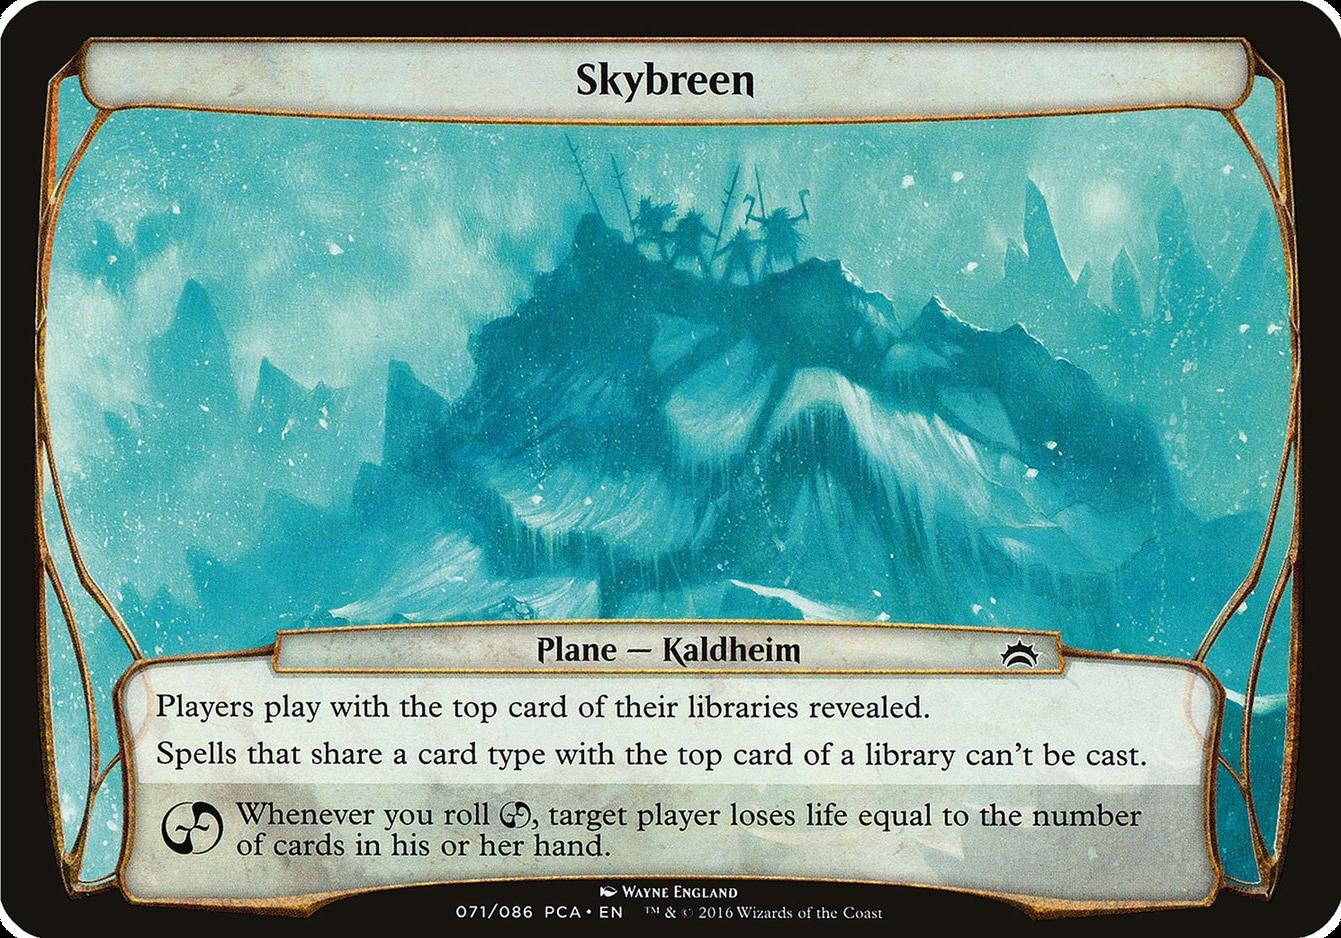 Skybreen
Plane — Kaldheim
Players play with the top card of their libraries revealed.
Spells that share a card type with the top card of a library can't be cast.
Whenever you roll , target player loses life equal to the number
of cards in his or her hand.
Wayne England
071/086 PCA • EN ™ & © 2016 Wizards of the Coast